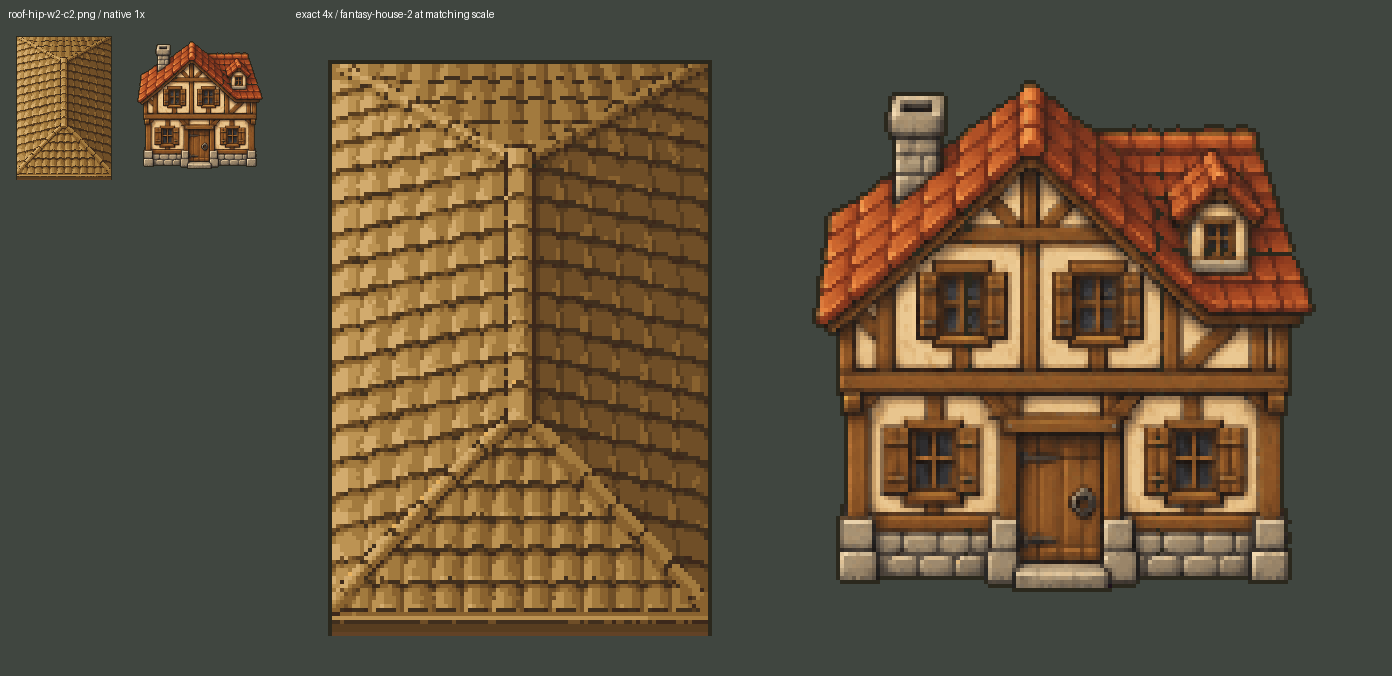 roof-hip-w2-c2.png / native 1x
exact 4x / fantasy-house-2 at matching scale